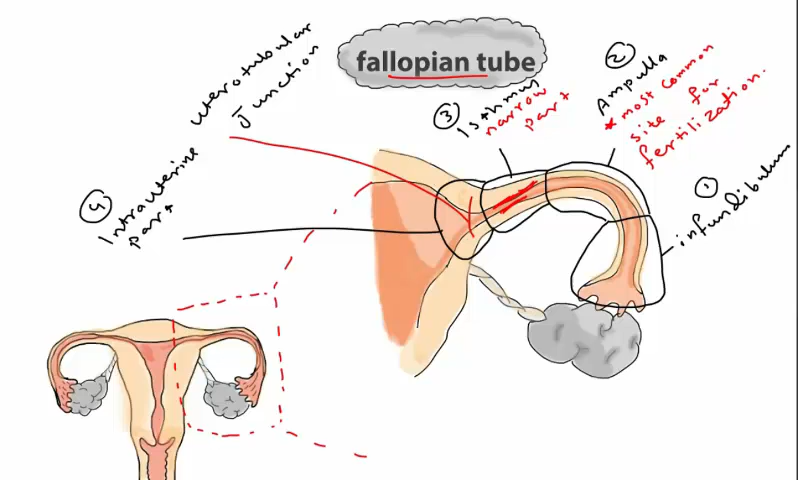 fallopian tube
uterotubular
Junction
③ Isthmus
narrow
part
② Ampulla
* most common
site for
fertilization.
① infundibulum
④ Intrauterine
part